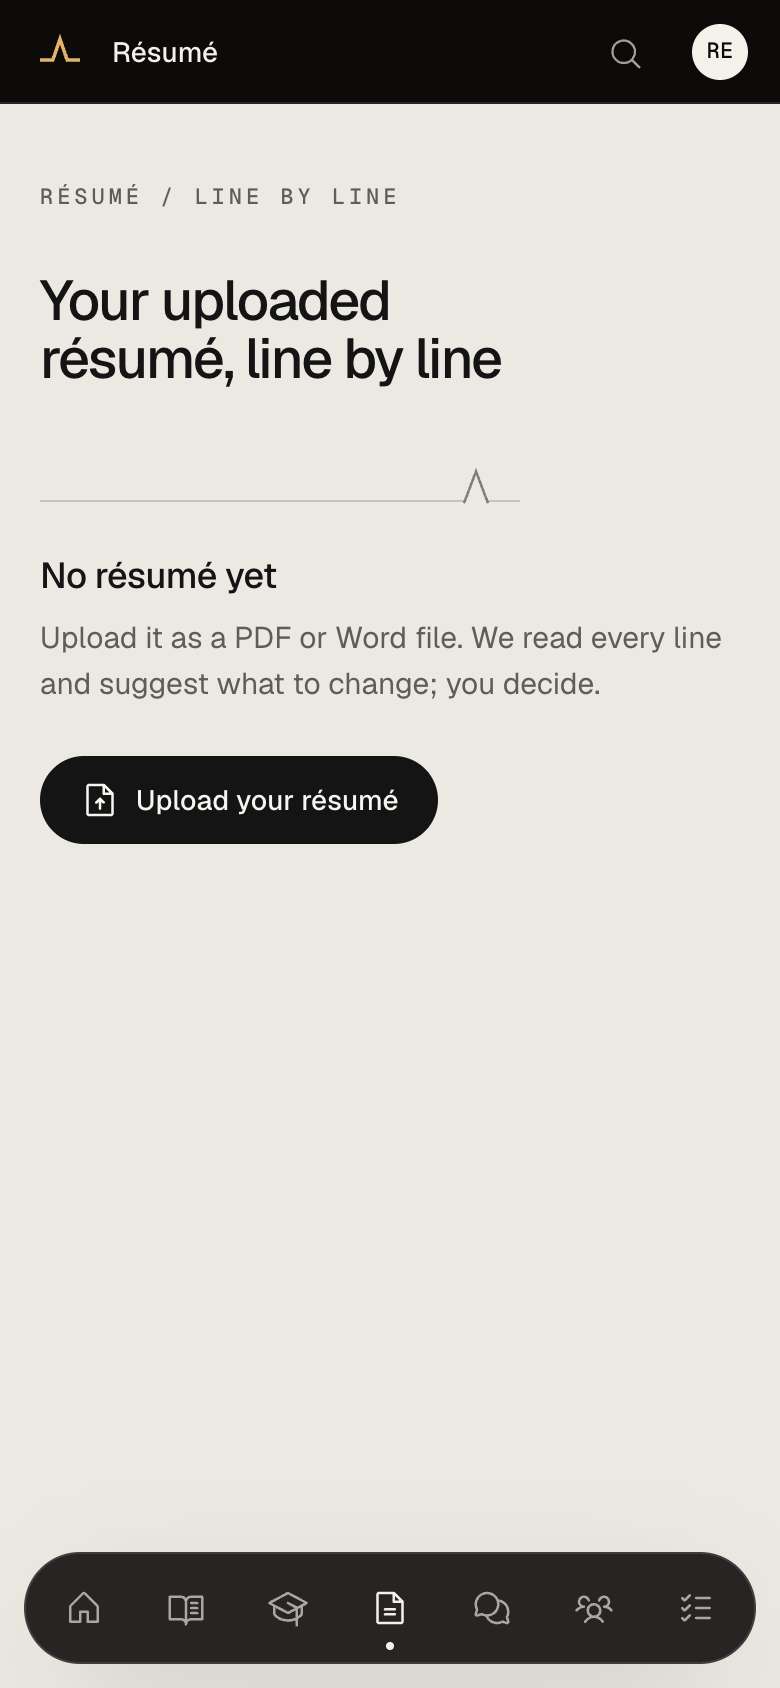 Résumé
RE
RÉSUMÉ / LINE BY LINE
Your uploaded
résumé, line by line
No résumé yet
Upload it as a PDF or Word file. We read every line
and suggest what to change; you decide.
Upload your résumé